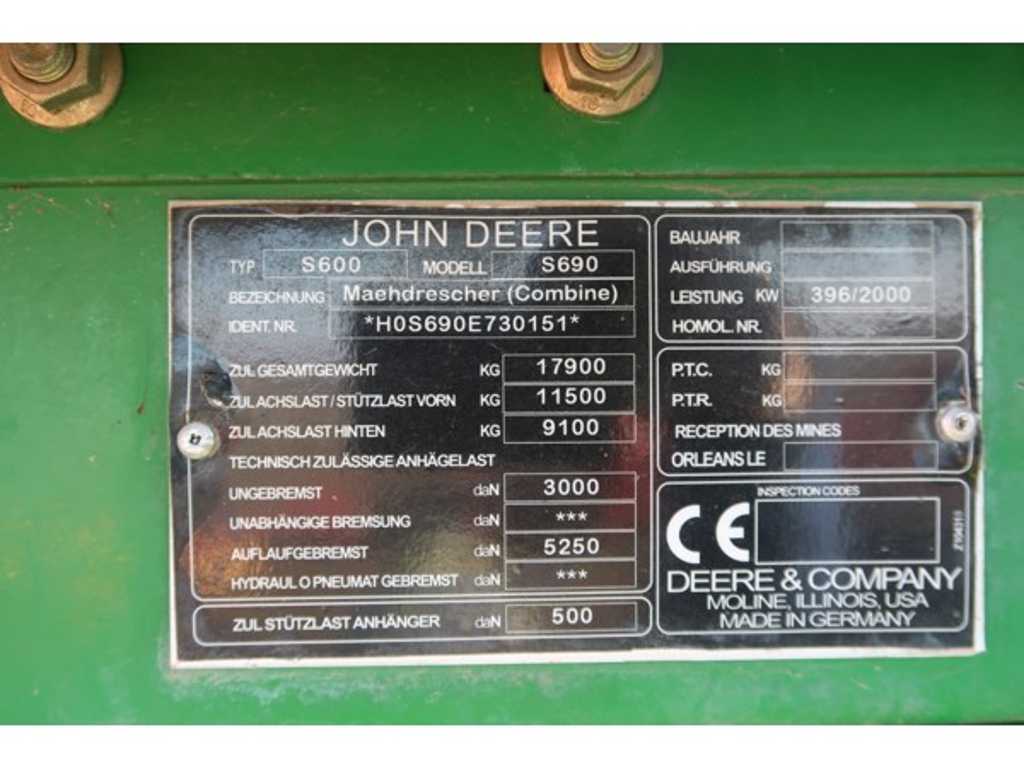 JOHN DEERE
TYP S600 MODELL S690
BEZEICHNUNG Maehdrescher (Combine)
IDENT. NR. *H0S690E730151*
ZUL GESAMTGEWICHT KG 17900
ZUL ACHSLAST / STÜTZLAST VORN KG 11500
ZUL ACHSLAST HINTEN KG 9100
TECHNISCH ZULÄSSIGE ANHÄGELAST
UNGEBREMST daN 3000
UNABHÄNGIGE BREMSUNG daN ***
AUFLAUFGEBREMST daN 5250
HYDRAUL O PNEUMAT GEBREMST daN ***
ZUL STÜTZLAST ANHÄNGER daN 500
BAUJAHR
AUSFÜHRUNG
LEISTUNG KW 396/2000
HOMOL. NR.
P.T.C. KG
P.T.R. KG
RECEPTION DES MINES
ORLEANS LE
INSPECTION CODES
CE
DEERE & COMPANY
MOLINE, ILLINOIS, USA
MADE IN GERMANY